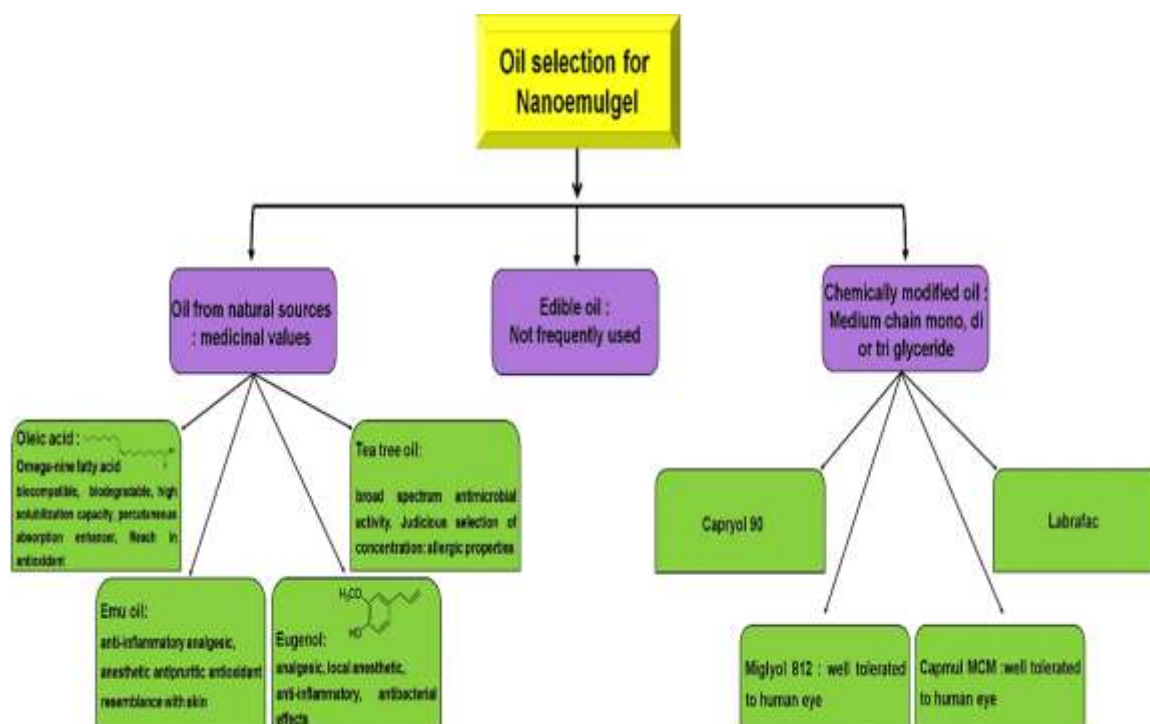 Oil selection for
Nanoemulgel
Oil from natural sources
: medicinal values
Edible oil :
Not frequently used
Chemically modified oil :
Medium chain mono, di
or tri glyceride
Oleic acid :
Omega-nine fatty acid
biocompatible, biodegradable, high
solubilization capacity, percutaneous
absorption enhancer, Reach in
antioxidant
Tea tree oil:
broad spectrum antimicrobial
activity. Judicious selection of
concentration: allergic properties
Emu oil:
anti-inflammatory analgesic,
anesthetic antipruritic antioxidant
resemblance with skin
H₃CO
HO
Eugenol:
analgesic, local anesthetic,
anti-inflammatory, antibacterial
effects
Capryol 90
Labrafac
Miglyol 812 : well tolerated
to human eye
Capmul MCM :well tolerated
to human eye